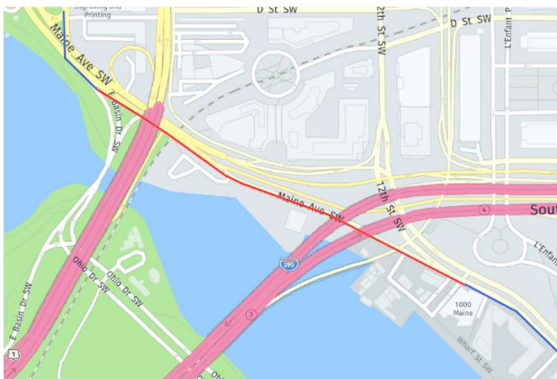 Engraving and
Printing
D St SW
D St SW
L'Enfant P
Maine Ave SW
12th St SW
E Basin Dr SW
Maine Ave SW
12th St SW
6
Sout
395
L'Enfant
Ohio Dr SW
Ohio Dr SW
E Basin Dr SW
1000
Maine
3
Wharf St SW
1